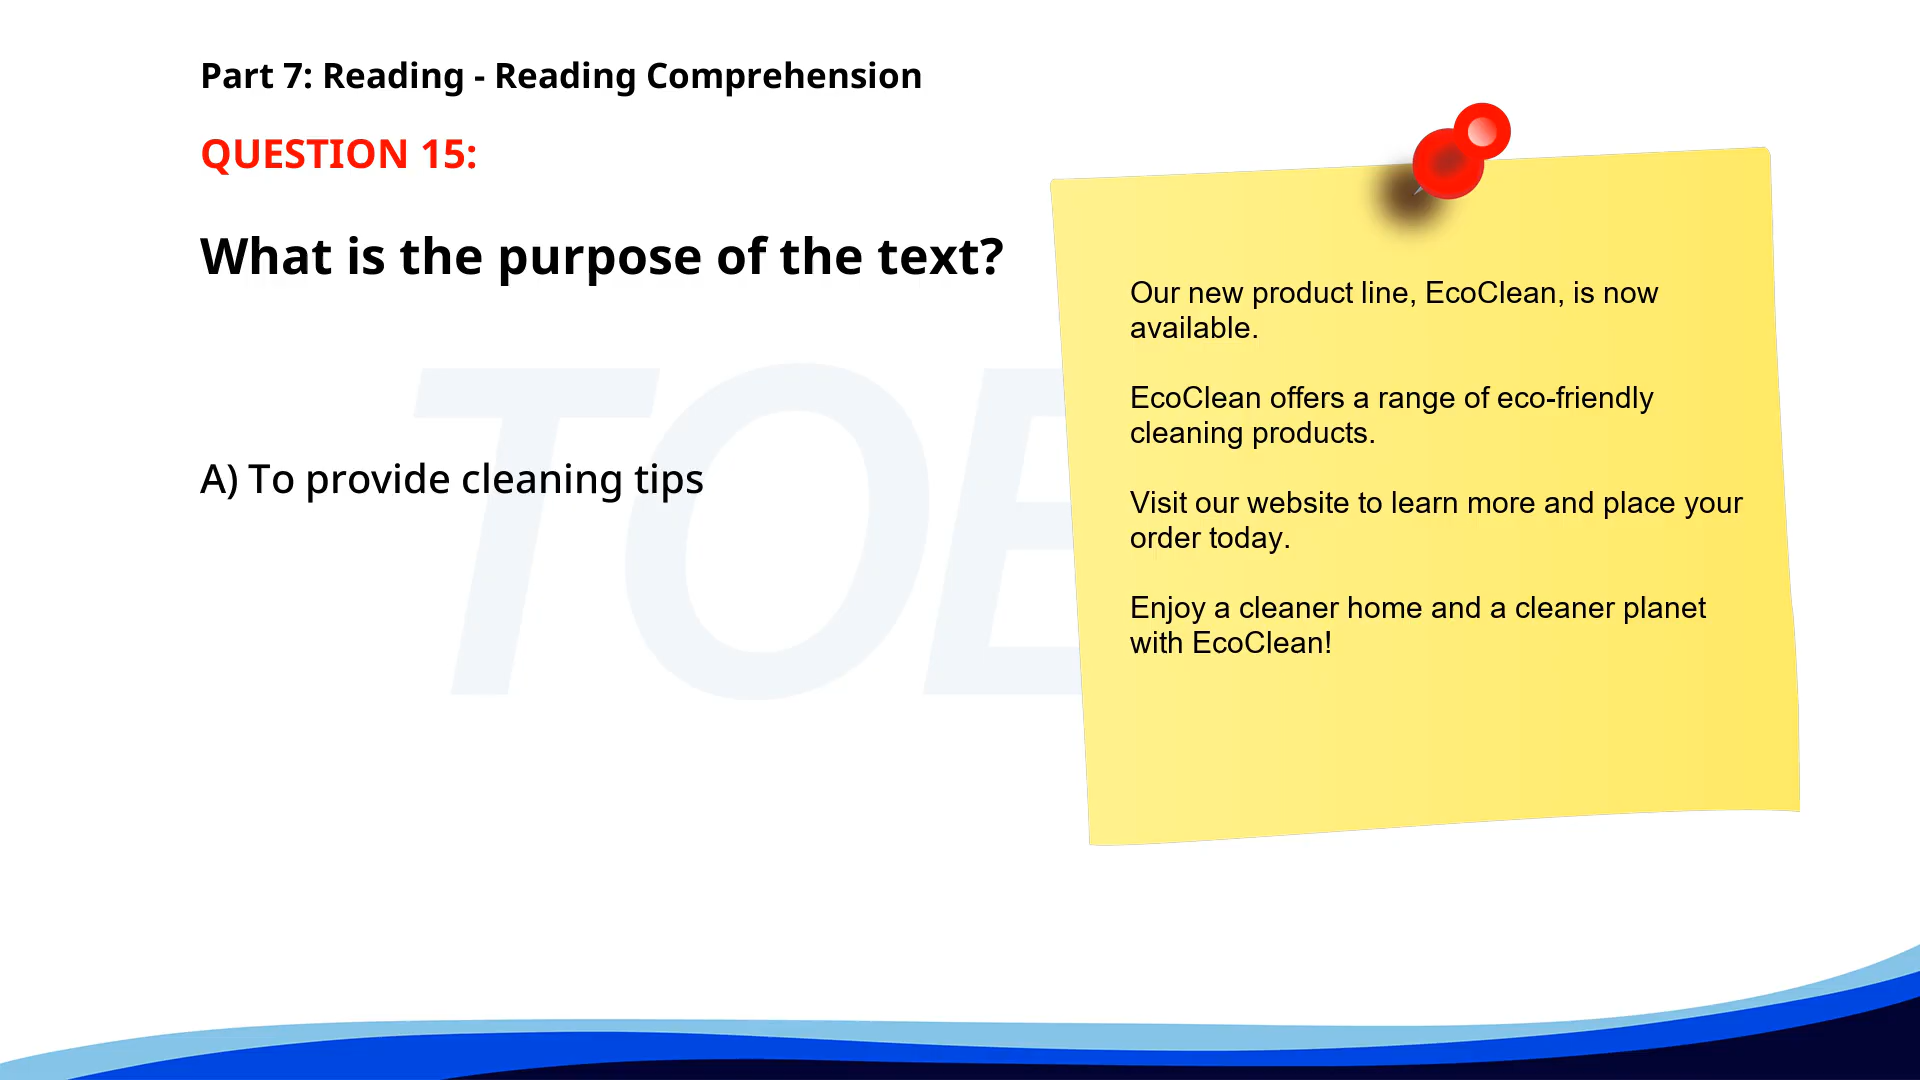 Part 7: Reading - Reading Comprehension
QUESTION 15:
What is the purpose of the text?
A) To provide cleaning tips
Our new product line, EcoClean, is now
available.
EcoClean offers a range of eco-friendly
cleaning products.
Visit our website to learn more and place your
order today.
Enjoy a cleaner home and a cleaner planet
with EcoClean!